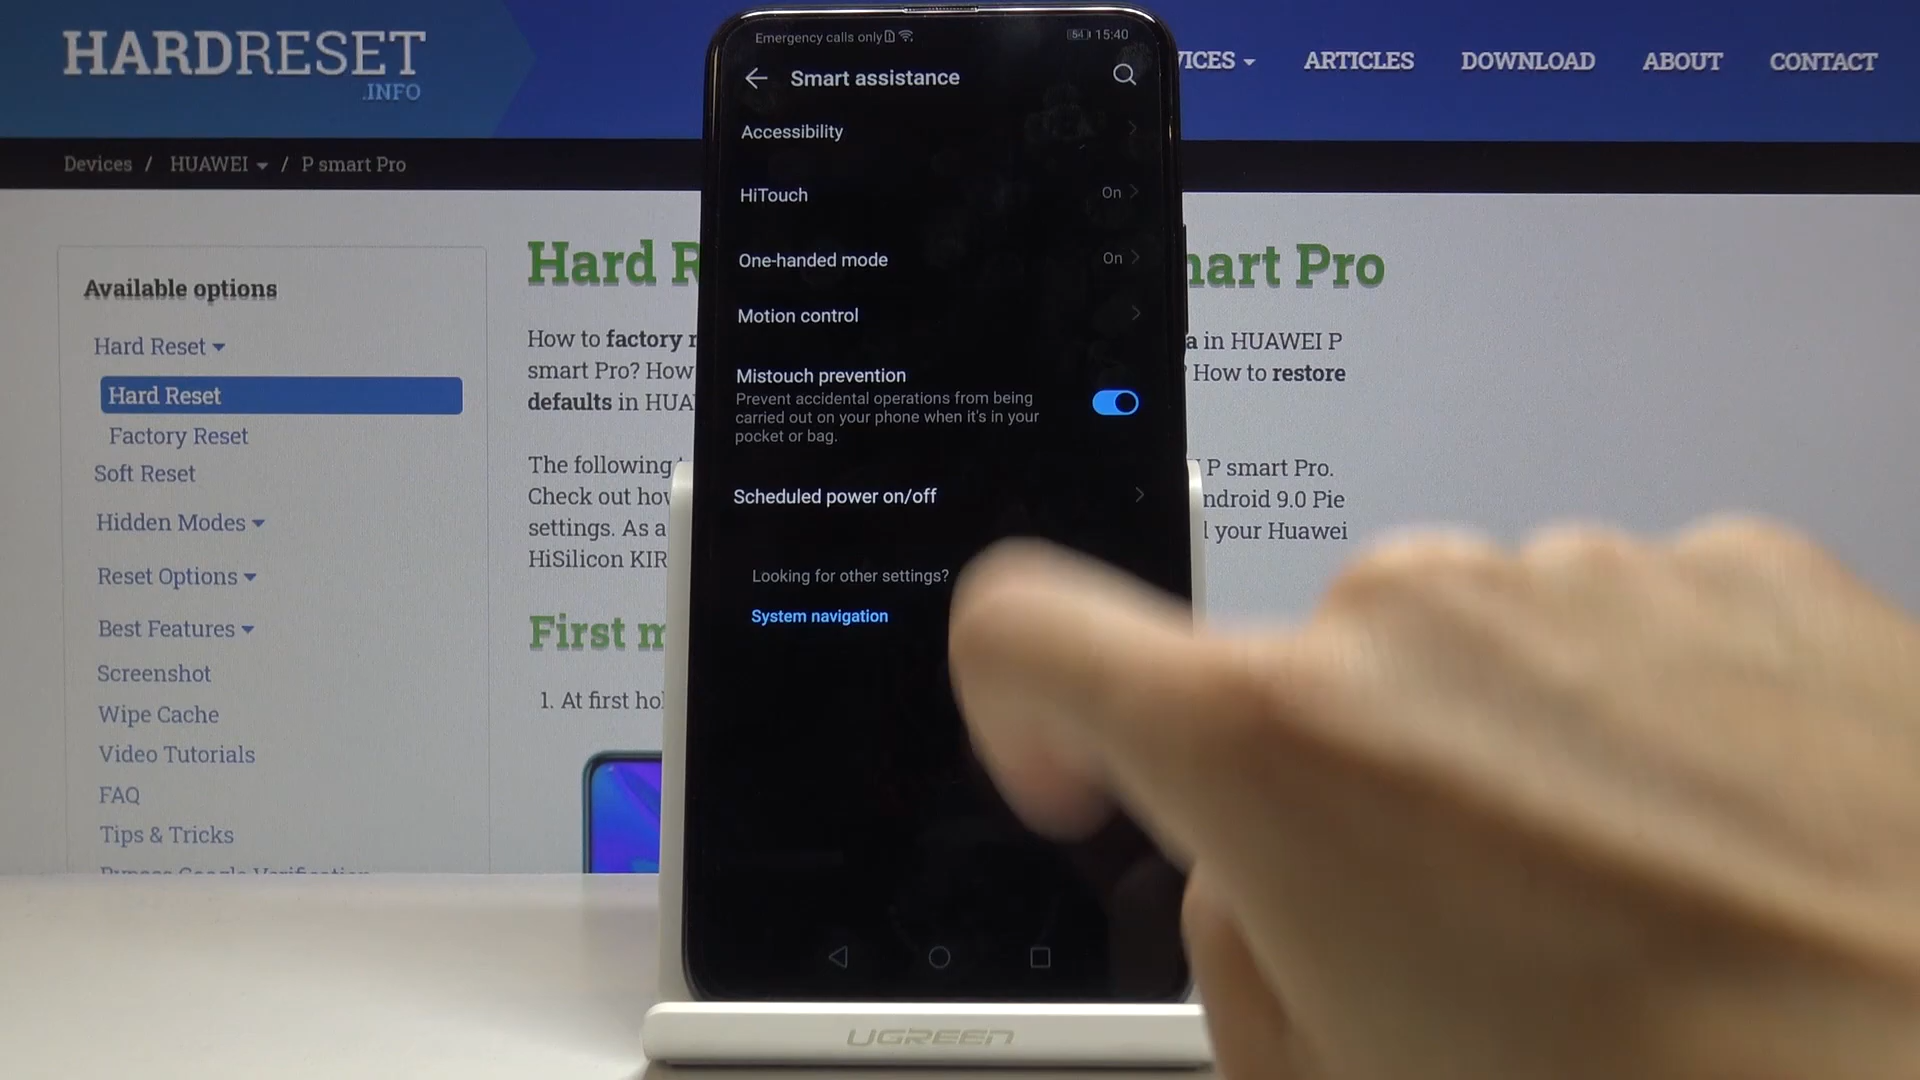 HARDRESET
.INFO
VICES
ARTICLES
DOWNLOAD
ABOUT
CONTACT
Devices / HUAWEI / P smart Pro
Available options
Hard Reset
Hard Reset
Factory Reset
Soft Reset
Hidden Modes
Reset Options
Best Features
Screenshot
Wipe Cache
Video Tutorials
FAQ
Tips & Tricks
Hard R
mart Pro
How to factory r
a in HUAWEI P
smart Pro? How
How to restore
defaults in HUA
The following
P smart Pro.
Check out how
ndroid 9.0 Pie
settings. As a
l your Huawei
HiSilicon KIR
First m
1. At first hol
Emergency calls only
54
15:40
Smart assistance
Accessibility
HiTouch
On
One-handed mode
On
Motion control
Mistouch prevention
Prevent accidental operations from being
carried out on your phone when it's in your
pocket or bag.
Scheduled power on/off
Looking for other settings?
System navigation
UGREEN